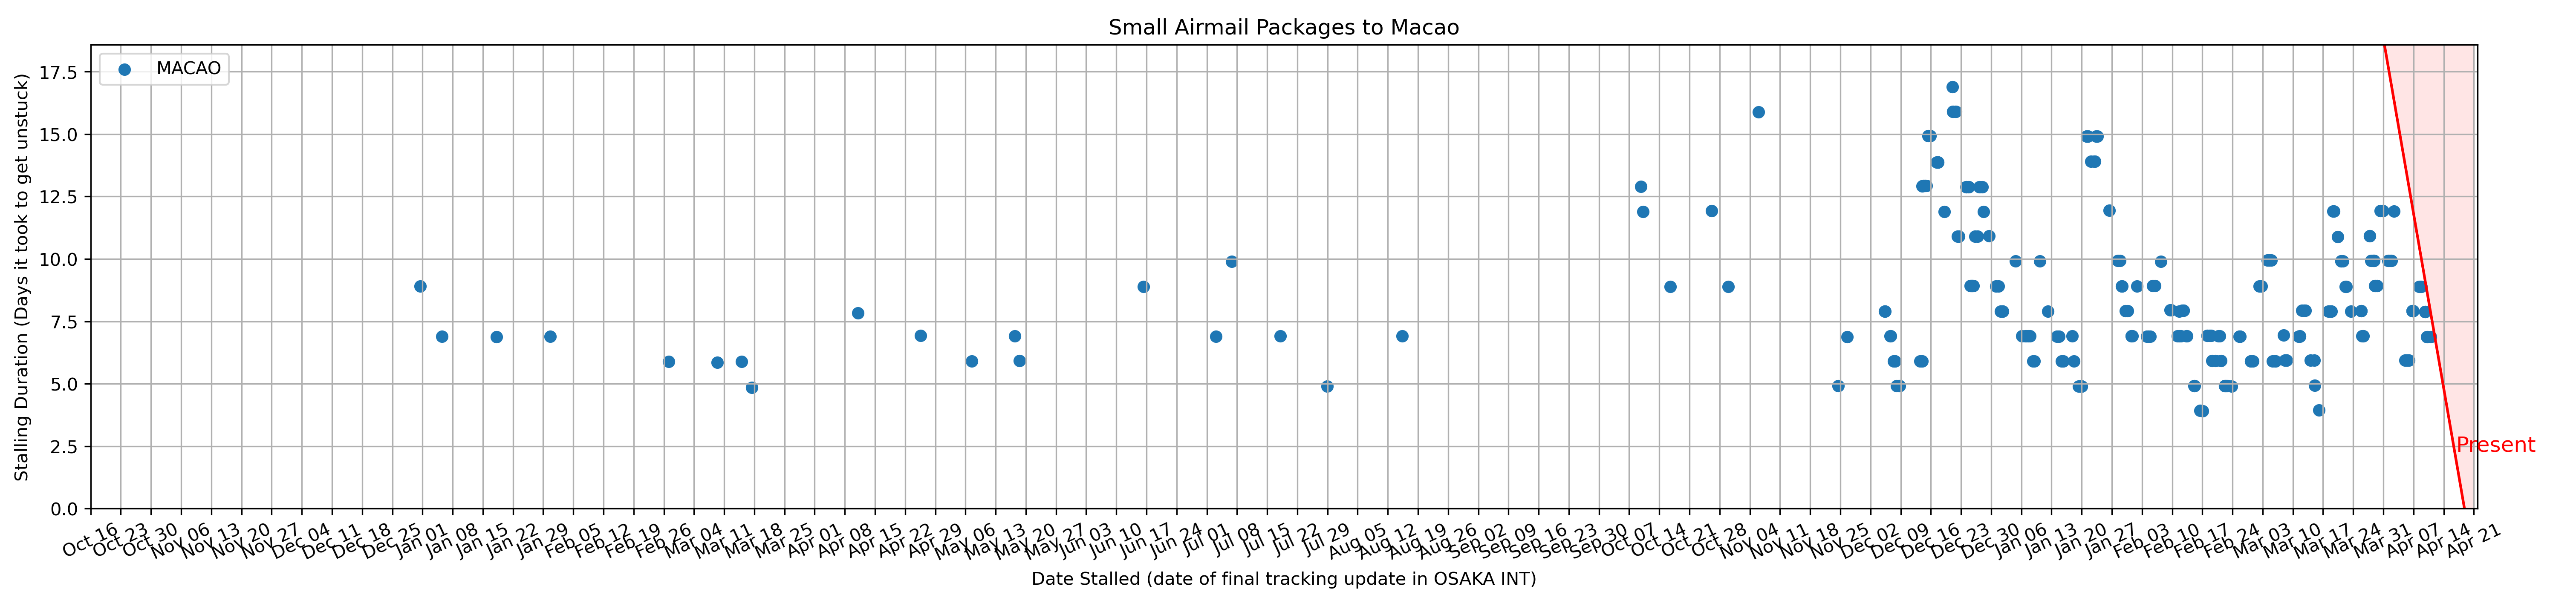 Small Airmail Packages to Macao
MACAO
Stalling Duration (Days it took to get unstuck)
17.5
15.0
12.5
10.0
7.5
5.0
2.5
0.0
Present
Oct 16
Oct 23
Oct 30
Nov 06
Nov 13
Nov 20
Nov 27
Dec 04
Dec 11
Dec 18
Dec 25
Jan 01
Jan 08
Jan 15
Jan 22
Jan 29
Feb 05
Feb 12
Feb 19
Feb 26
Mar 04
Mar 11
Mar 18
Mar 25
Apr 01
Apr 08
Apr 15
Apr 22
Apr 29
May 06
May 13
May 20
May 27
Jun 03
Jun 10
Jun 17
Jun 24
Jul 01
Jul 08
Jul 15
Jul 22
Jul 29
Aug 05
Aug 12
Aug 19
Aug 26
Sep 02
Sep 09
Sep 16
Sep 23
Sep 30
Oct 07
Oct 14
Oct 21
Oct 28
Nov 04
Nov 11
Nov 18
Nov 25
Dec 02
Dec 09
Dec 16
Dec 23
Dec 30
Jan 06
Jan 13
Jan 20
Jan 27
Feb 03
Feb 10
Feb 17
Feb 24
Mar 03
Mar 10
Mar 17
Mar 24
Mar 31
Apr 07
Apr 14
Apr 21
Date Stalled (date of final tracking update in OSAKA INT)